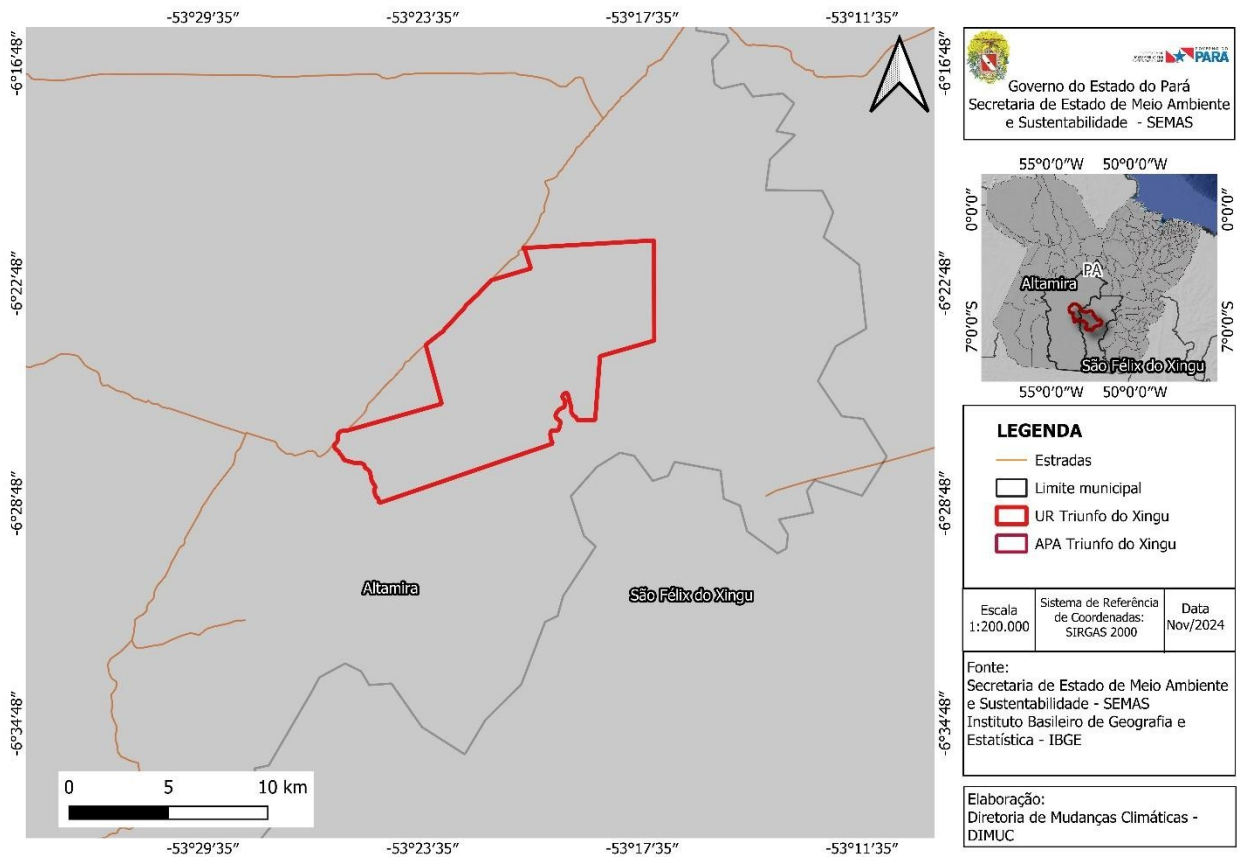 -53°29′35″
-53°23′35″
-53°17′35″
-53°11′35″
-6°16′48″
-6°16′48″
-6°22′48″
-6°22′48″
-6°28′48″
-6°28′48″
-6°34′48″
-6°34′48″
Altamira
São Félix do Xingu
0
5
10 km
-53°29′35″
-53°23′35″
-53°17′35″
-53°11′35″
GOVERNO DO
PARÁ
Governo do Estado do Pará
Secretaria de Estado de Meio Ambiente
e Sustentabilidade - SEMAS
55°0′0″W
50°0′0″W
0°0′0″
0°0′0″
PÁ
Altamira
7°0′0″S
7°0′0″S
São Félix do Xingu
55°0′0″W
50°0′0″W
LEGENDA
Estradas
Limite municipal
UR Triunfo do Xingu
APA Triunfo do Xingu
Escala
1:200.000
Sistema de Referência
de Coordenadas:
SIRGAS 2000
Data
Nov/2024
Fonte:
Secretaria de Estado de Meio Ambiente
e Sustentabilidade - SEMAS
Instituto Basileiro de Geografia e
Estatística - IBGE
Elaboração:
Diretoria de Mudanças Climáticas -
DIMUC